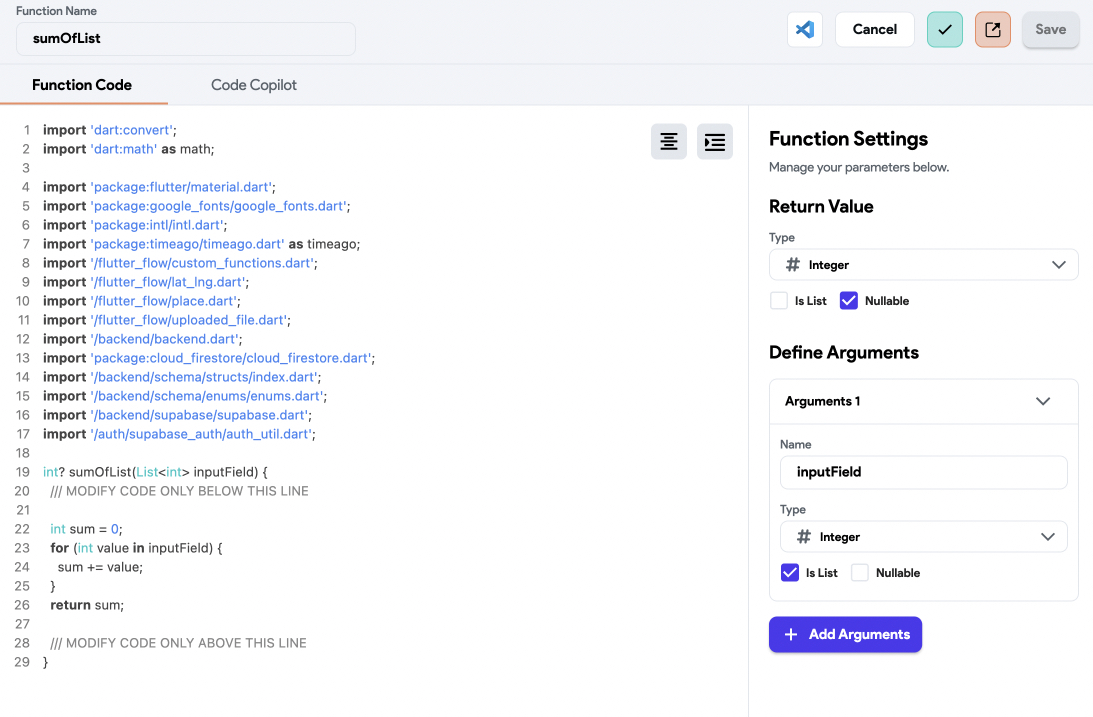 Function Name
sumOfList
Cancel
Save
Function Code
Code Copilot
1 import 'dart:convert';
2 import 'dart:math' as math;
3
4 import 'package:flutter/material.dart';
5 import 'package:google_fonts/google_fonts.dart';
6 import 'package:intl/intl.dart';
7 import 'package:timeago/timeago.dart' as timeago;
8 import '/flutter_flow/custom_functions.dart';
9 import '/flutter_flow/lat_lng.dart';
10 import '/flutter_flow/place.dart';
11 import '/flutter_flow/uploaded_file.dart';
12 import '/backend/backend.dart';
13 import 'package:cloud_firestore/cloud_firestore.dart';
14 import '/backend/schema/structs/index.dart';
15 import '/backend/schema/enums/enums.dart';
16 import '/backend/supabase/supabase.dart';
17 import '/auth/supabase_auth/auth_util.dart';
18
19 int? sumOfList(List<int> inputField) {
20   /// MODIFY CODE ONLY BELOW THIS LINE
21
22   int sum = 0;
23   for (int value in inputField) {
24     sum += value;
25   }
26   return sum;
27
28   /// MODIFY CODE ONLY ABOVE THIS LINE
29 }
Function Settings
Manage your parameters below.
Return Value
Type
# Integer
Is List Nullable
Define Arguments
Arguments 1
Name
inputField
Type
# Integer
Is List Nullable
+ Add Arguments